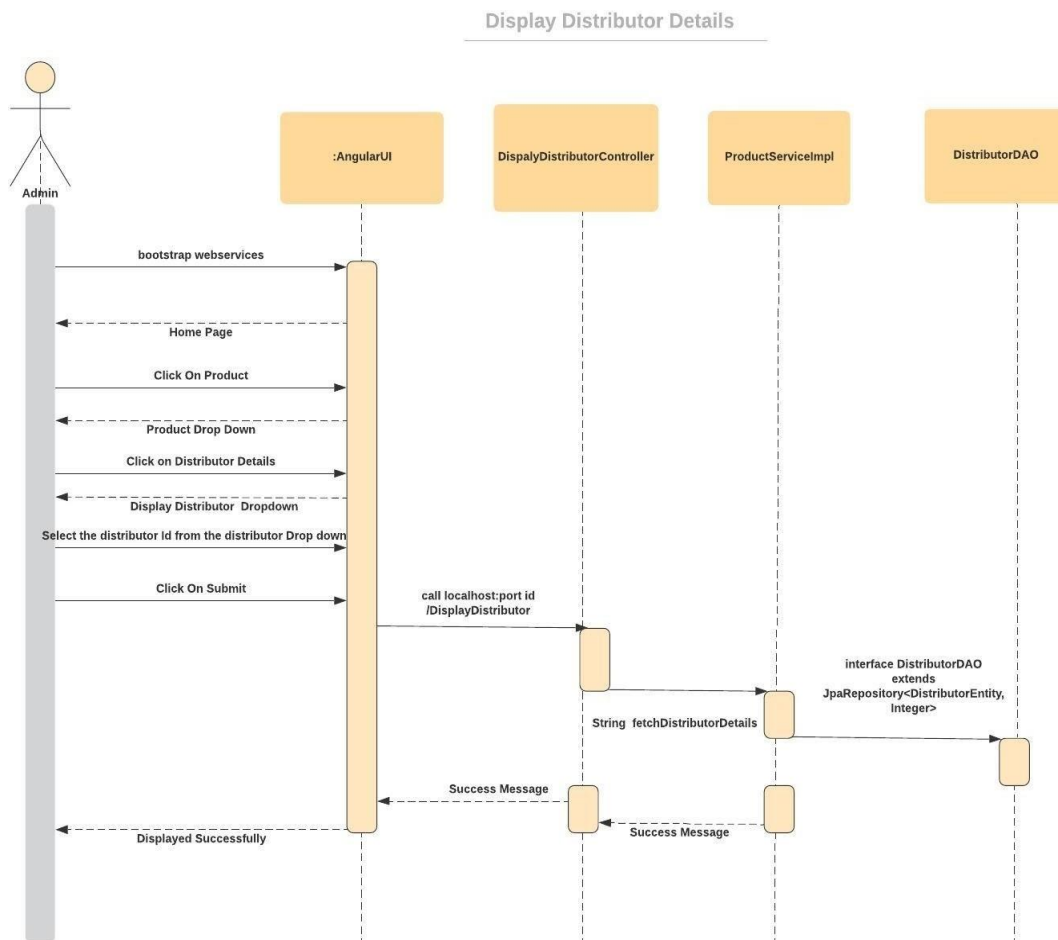 Display Distributor Details
Admin
:AngularUI
DispalyDistributorController
ProductServiceImpl
DistributorDAO
bootstrap webservices
Home Page
Click On Product
Product Drop Down
Click on Distributor Details
Display Distributor Dropdown
Select the distributor Id from the distributor Drop down
Click On Submit
call localhost:port id
/DisplayDistributor
interface DistributorDAO
extends
JpaRepository<DistributorEntity,
Integer>
String fetchDistributorDetails
Success Message
Success Message
Displayed Successfully